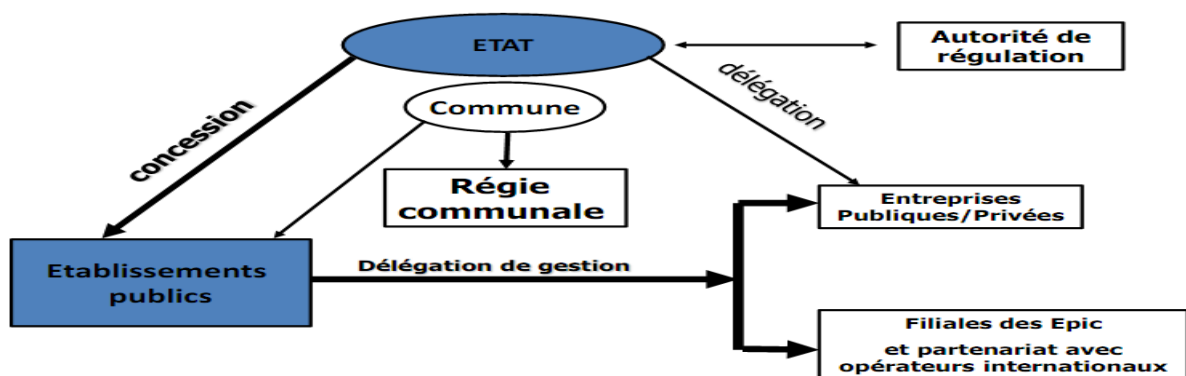 ETAT
Autorité de
régulation
concession
Commune
délégation
Régie
communale
Entreprises
Publiques/Privées
Etablissements
publics
Délégation de gestion
Filiales des Epic
et partenariat avec
opérateurs internationaux